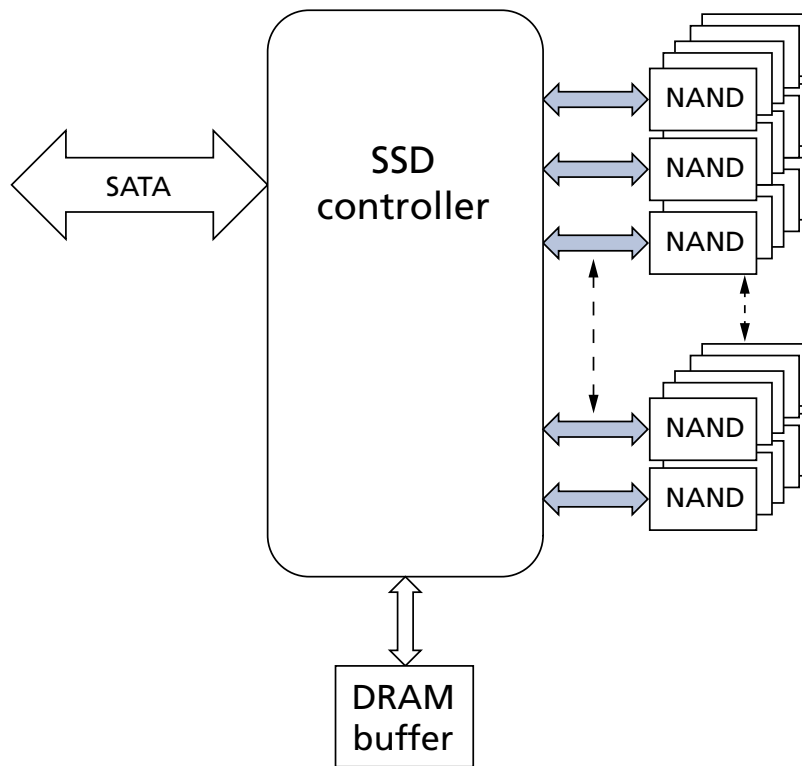 SATA
SSD
controller
NAND
NAND
NAND
NAND
NAND
DRAM
buffer